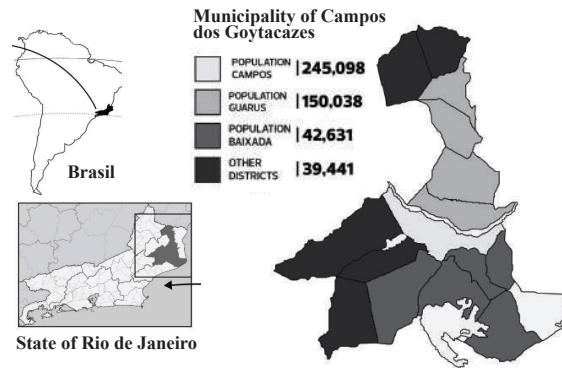 Municipality of Campos
dos Goytacazes
POPULATION
CAMPOS |245,098
POPULATION
GUARUS |150,038
POPULATION
BAIXADA |42,631
OTHER
DISTRICTS |39,441
Brasil
State of Rio de Janeiro